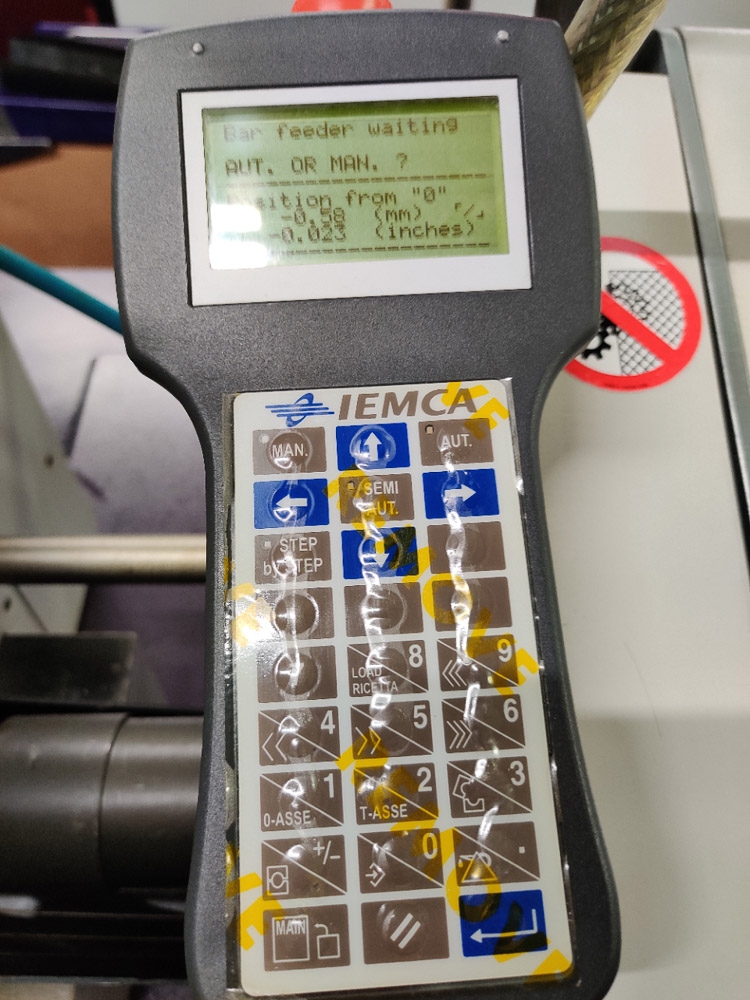 Bar feeder waiting
AUT. OR MAN. ?
Position from "0"
-0.58 (mm)
-0.023 (inches)
IEMCA
MAN.
AUT.
SEMI
AUT.
STEP
by STEP
8
LOAD
RICETTA
9
4
5
6
1
0-ASSE
2
T-ASSE
3
+/-
0
.
MAIN
REMOVE